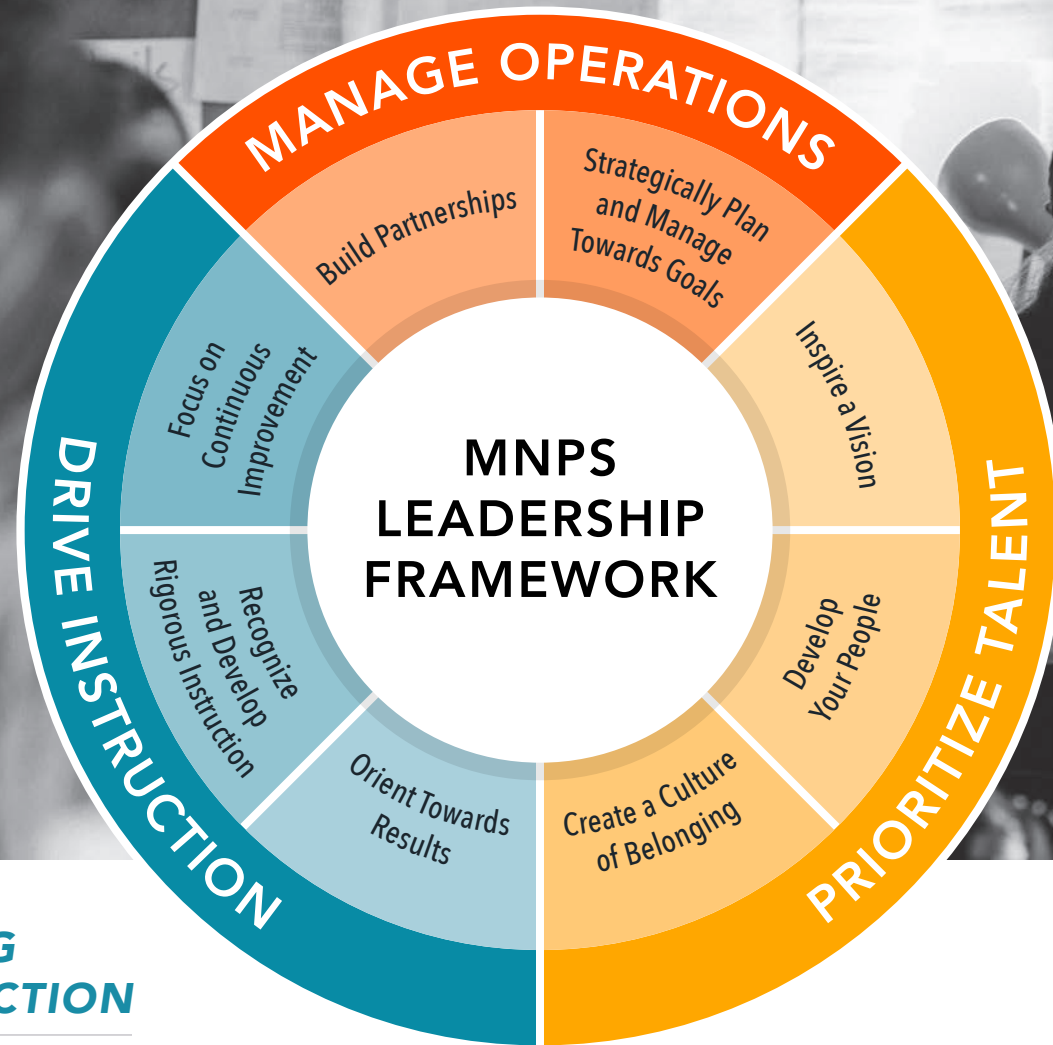 MANAGE OPERATIONS
Build Partnerships
Strategically Plan
and Manage
Towards Goals
Inspire a Vision
Develop
Your People
Create a Culture
of Belonging
PRIORITIZE TALENT
Orient Towards
Results
Recognize
and Develop
Rigorous Instruction
Focus on
Continuous
Improvement
DRIVE INSTRUCTION
MNPS
LEADERSHIP
FRAMEWORK
G
CTION